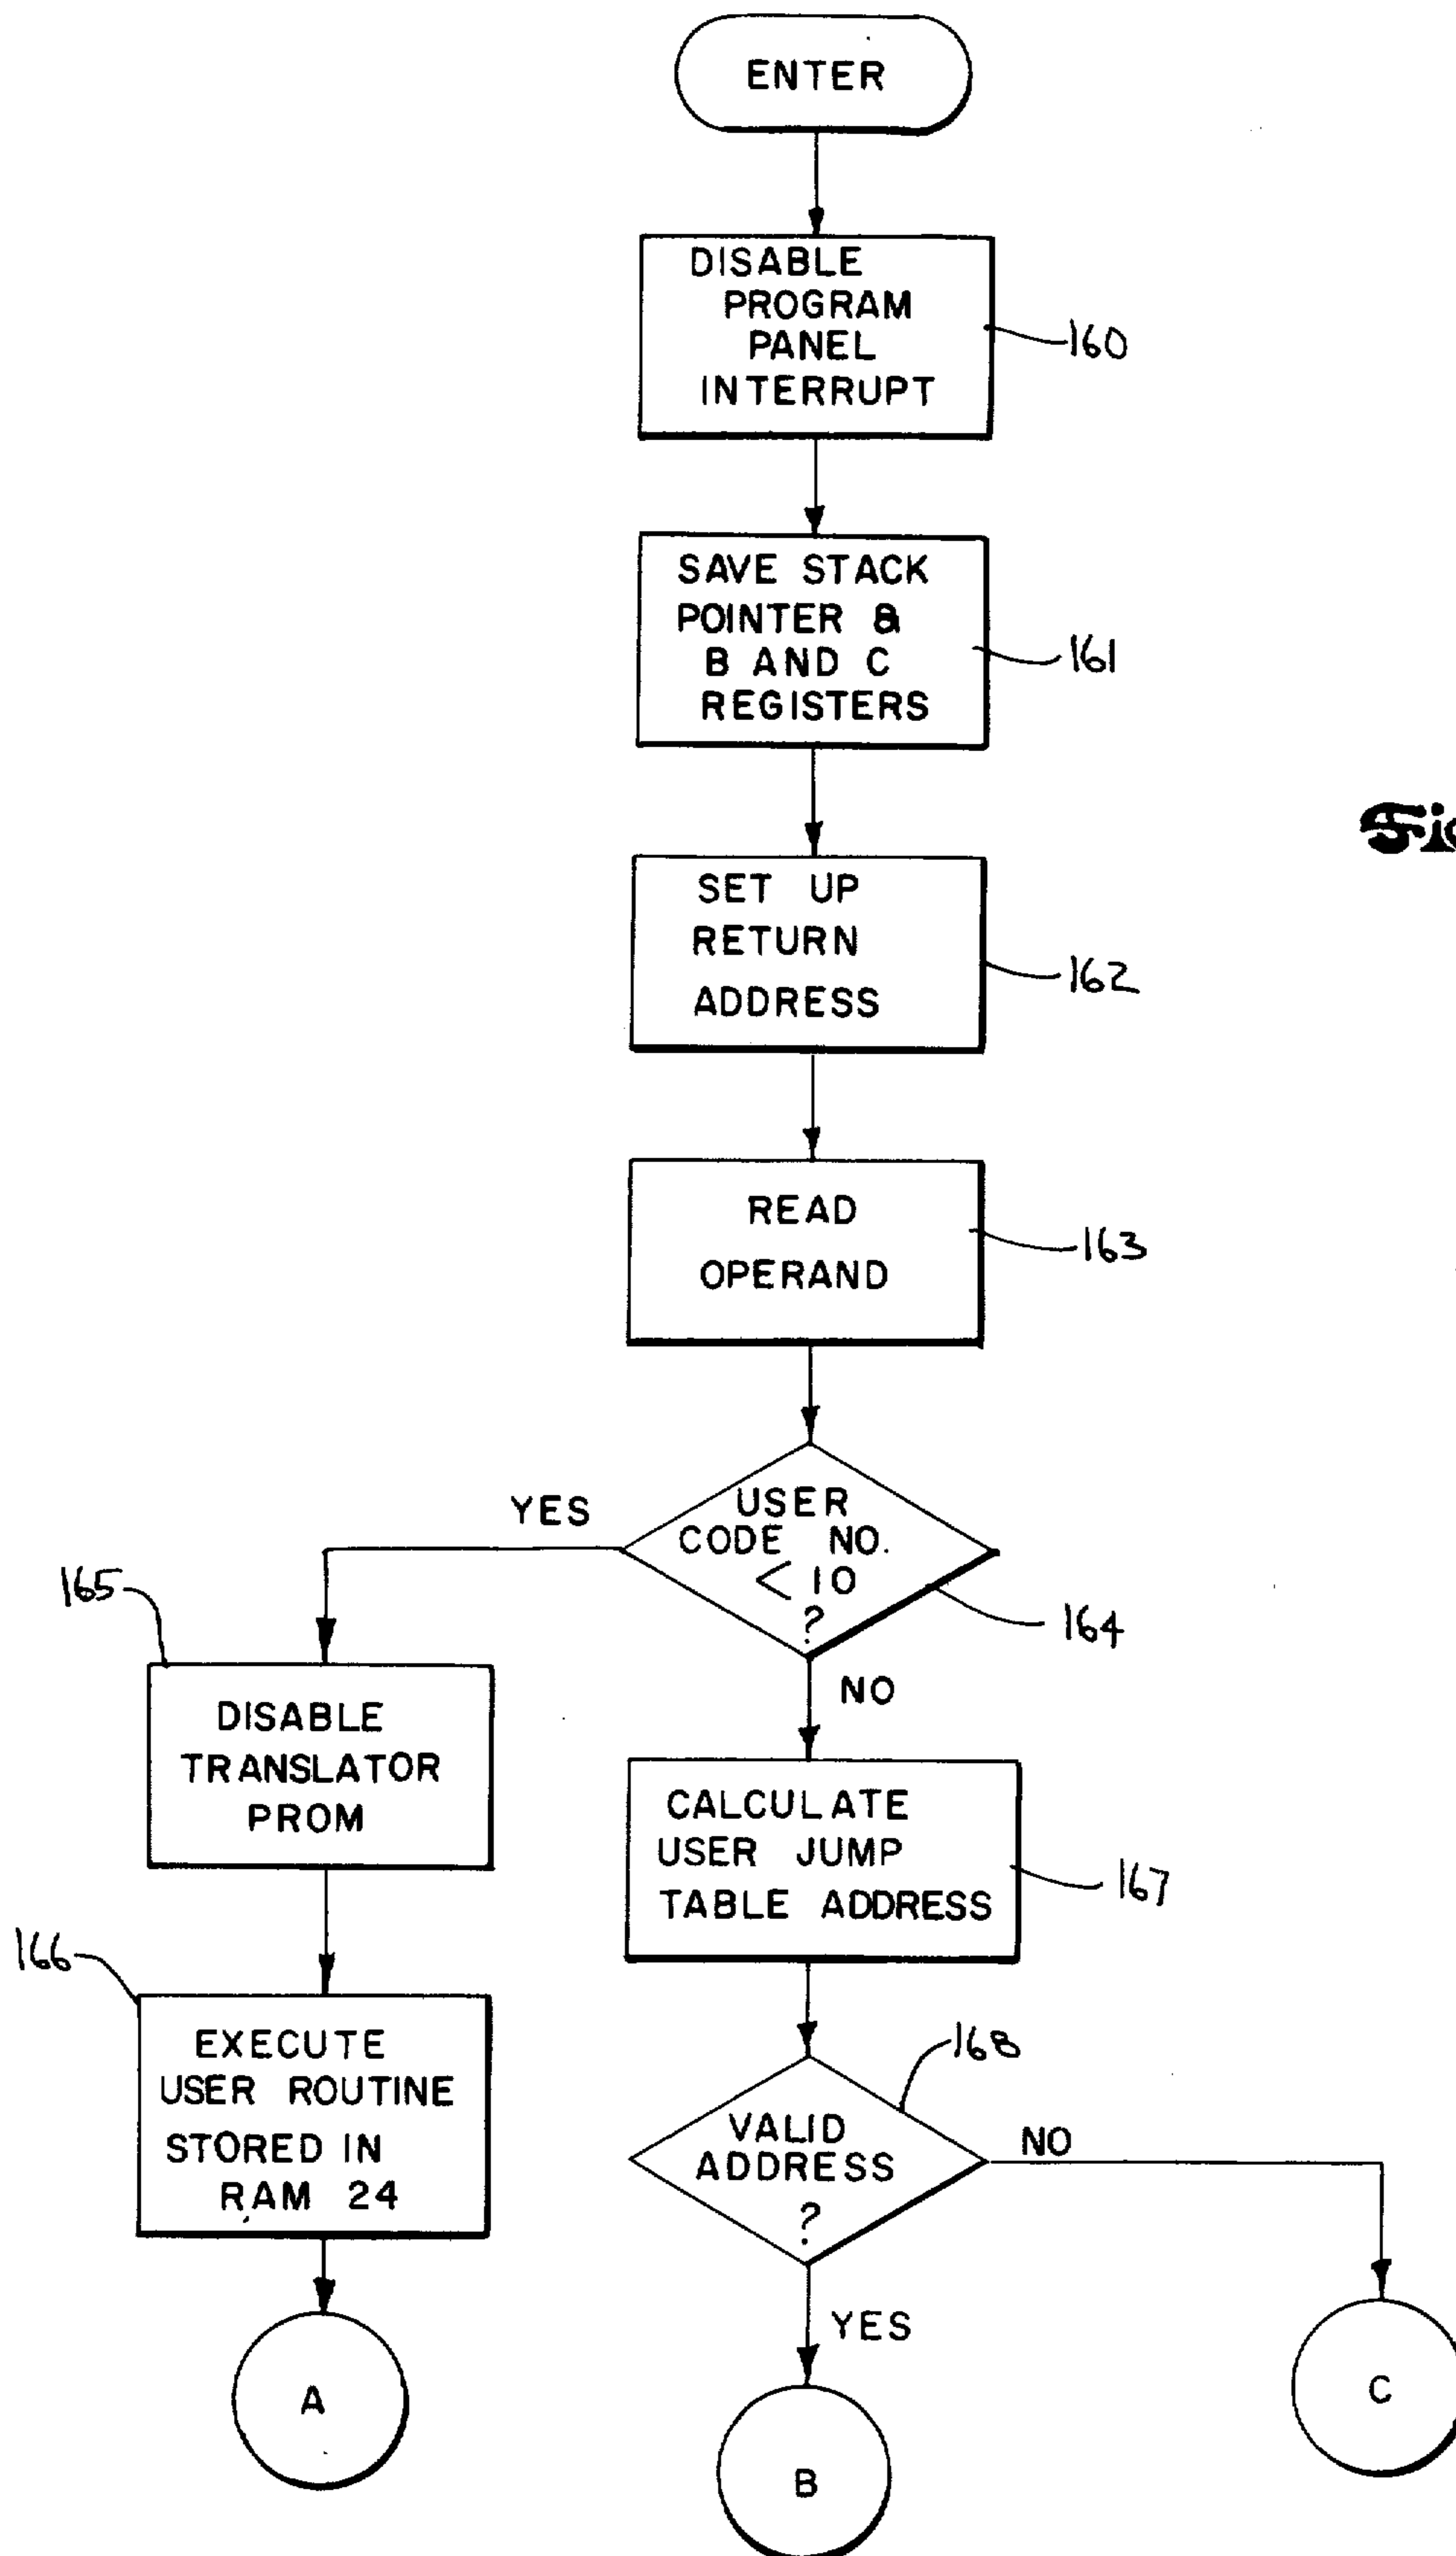 ENTER
DISABLE
PROGRAM
PANEL
INTERRUPT
160
SAVE STACK
POINTER &
B AND C
REGISTERS
161
SET UP
RETURN
ADDRESS
162
READ
OPERAND
163
YES
USER
CODE NO.
< 10
?
164
165
NO
DISABLE
TRANSLATOR
PROM
CALCULATE
USER JUMP
TABLE ADDRESS
167
166
EXECUTE
USER ROUTINE
STORED IN
RAM 24
168
VALID
ADDRESS
?
NO
YES
A
B
C